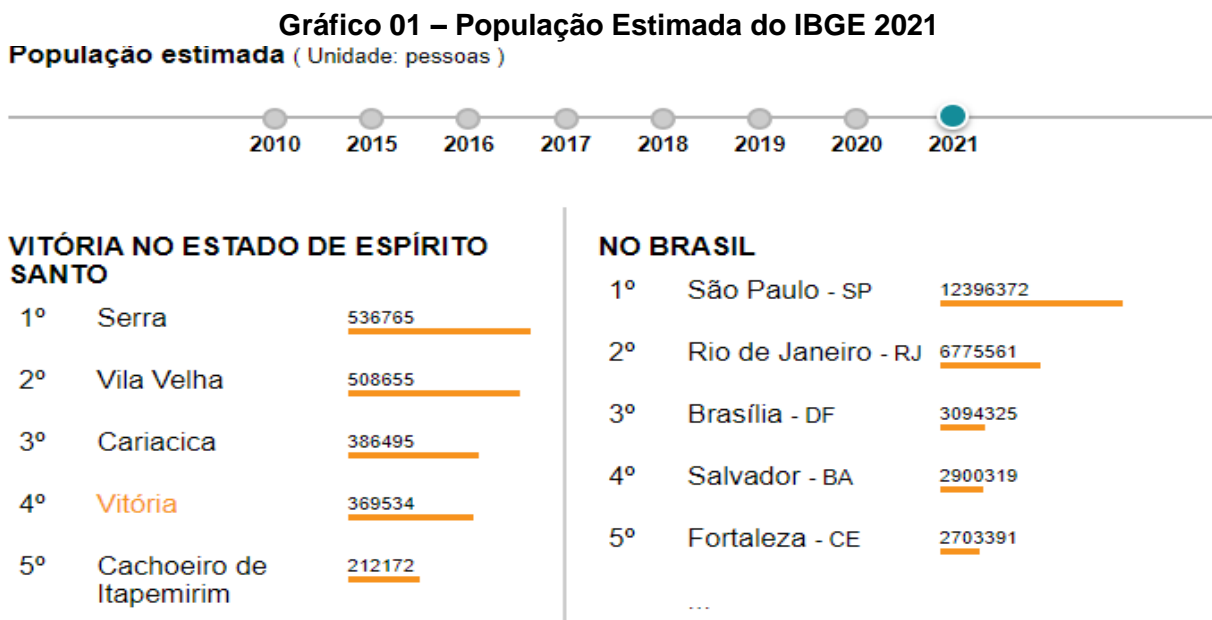 Gráfico 01 – População Estimada do IBGE 2021
População estimada ( Unidade: pessoas )
2010 2015 2016 2017 2018 2019 2020 2021
VITÓRIA NO ESTADO DE ESPÍRITO
SANTO
1º Serra 536765
2º Vila Velha 508655
3º Cariacica 386495
4º Vitória 369534
5º Cachoeiro de 212172
Itapemirim
NO BRASIL
1º São Paulo - SP 12396372
2º Rio de Janeiro - RJ 6775561
3º Brasília - DF 3094325
4º Salvador - BA 2900319
5º Fortaleza - CE 2703391
...